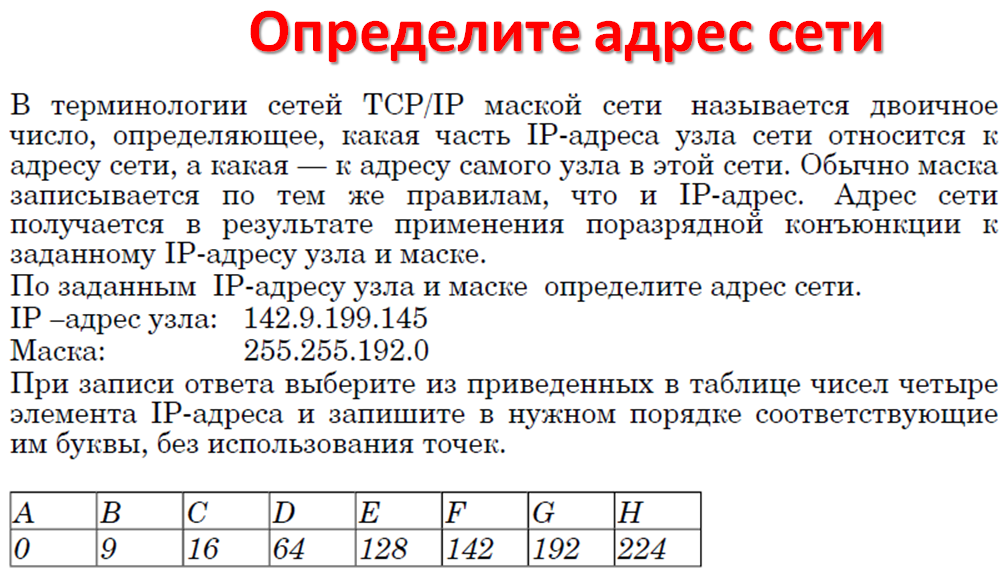 Определите адрес сети
В терминологии сетей TCP/IP маской сети называется двоичное
число, определяющее, какая часть IP-адреса узла сети относится к
адресу сети, а какая — к адресу самого узла в этой сети. Обычно маска
записывается по тем же правилам, что и IP-адрес. Адрес сети
получается в результате применения поразрядной конъюнкции к
заданному IP-адресу узла и маске.
По заданным IP-адресу узла и маске определите адрес сети.
IP –адрес узла: 142.9.199.145
Маска: 255.255.192.0
При записи ответа выберите из приведенных в таблице чисел четыре
элемента IP-адреса и запишите в нужном порядке соответствующие
им буквы, без использования точек.
A B C D E F G H
0 9 16 64 128 142 192 224